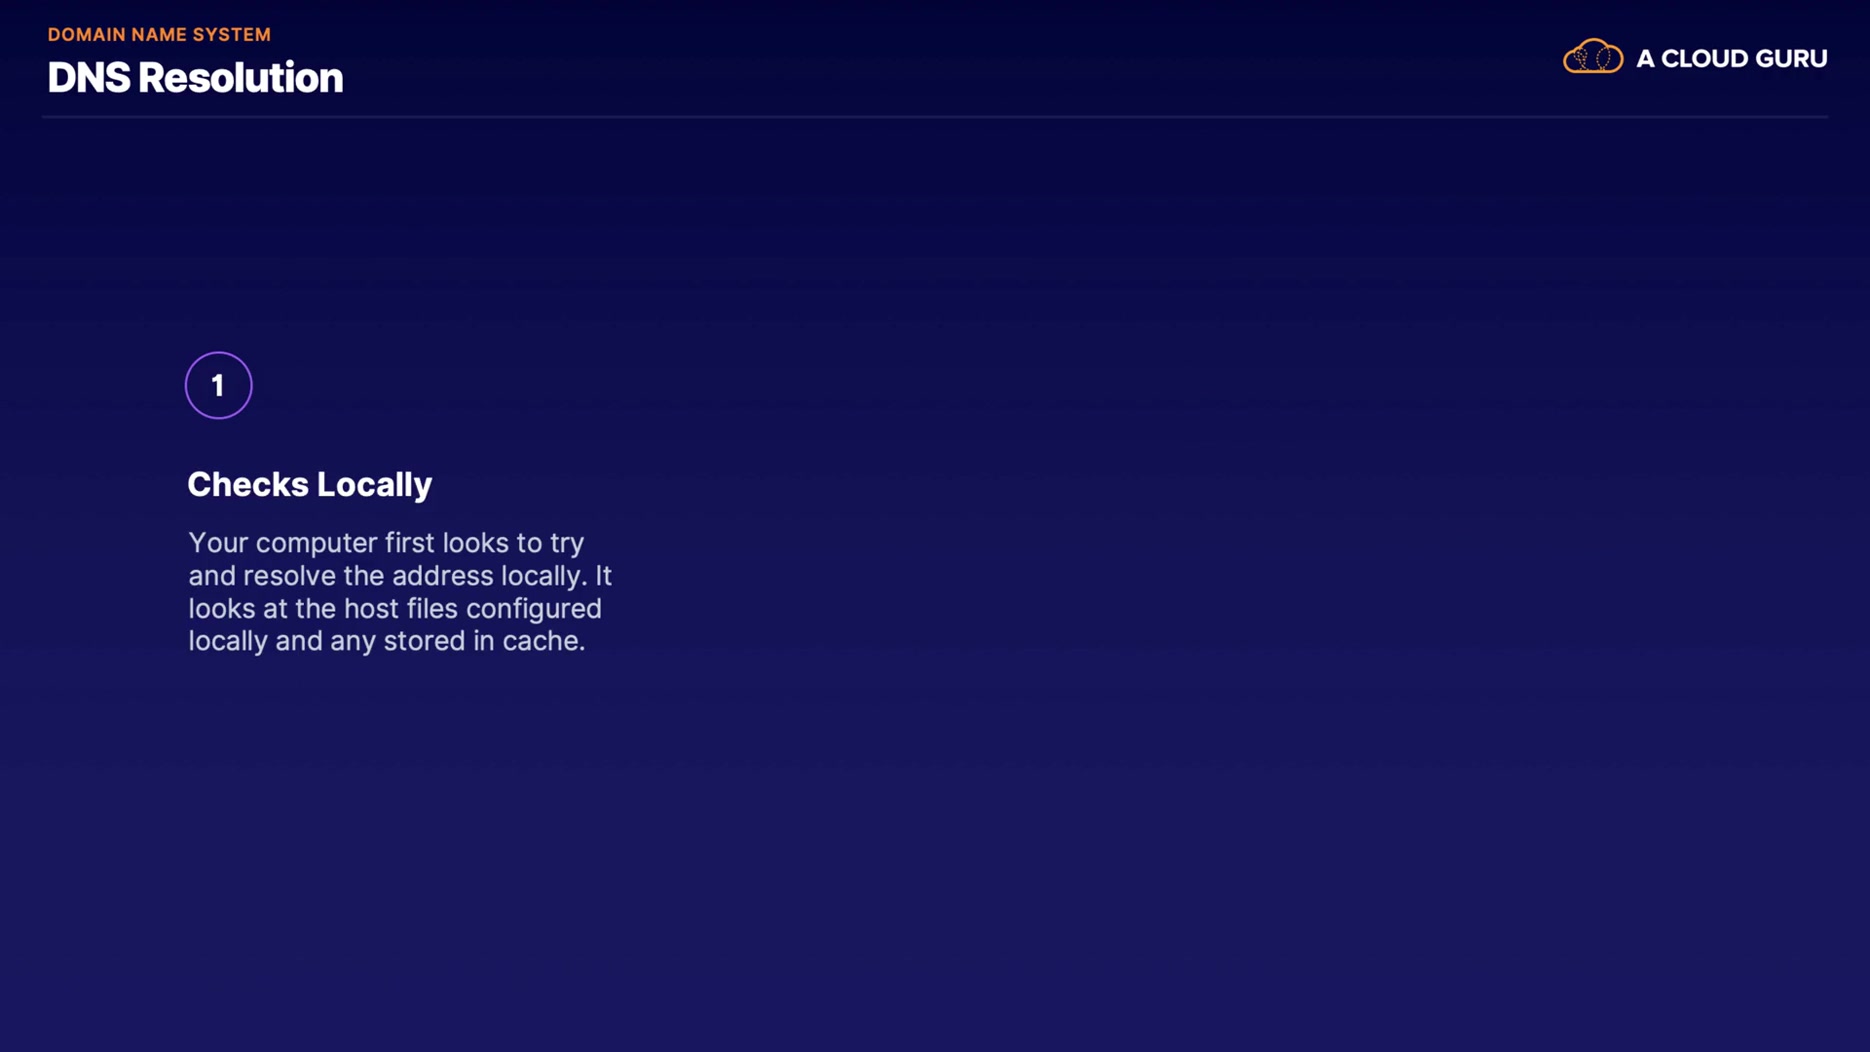 DOMAIN NAME SYSTEM
DNS Resolution
A CLOUD GURU
1
Checks Locally
Your computer first looks to try
and resolve the address locally. It
looks at the host files configured
locally and any stored in cache.